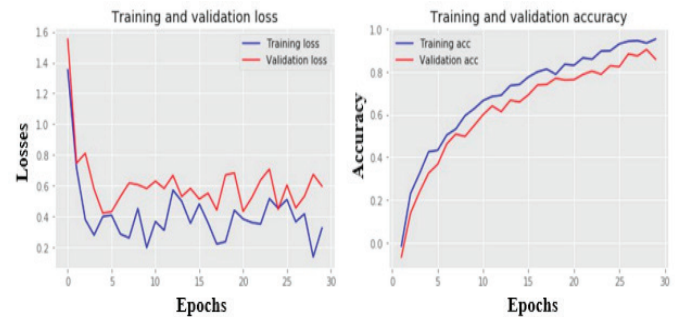 Training and validation loss
1.6
1.4
1.2
1.0
0.8
0.6
0.4
0.2
Losses
Training loss
Validation loss
0
5
10
15
20
25
30
Epochs
Training and validation accuracy
1.0
0.8
0.6
0.4
0.2
0.0
Accuracy
Training acc
Validation acc
0
5
10
15
20
25
30
Epochs